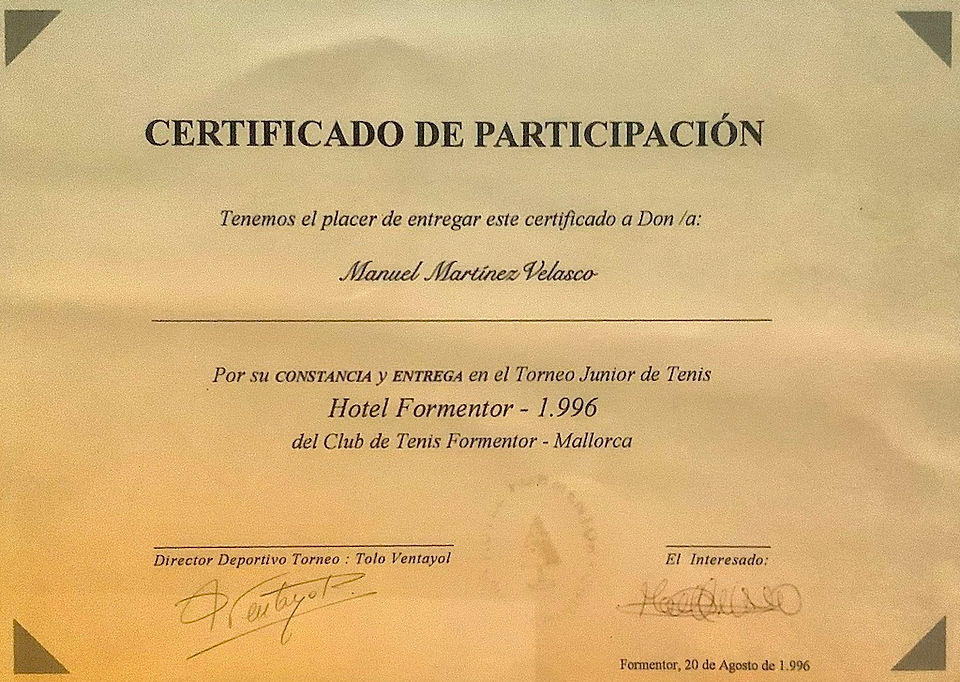 CERTIFICADO DE PARTICIPACIÓN
Tenemos el placer de entregar este certificado a Don /a:
Manuel Martínez Velasco
Por su CONSTANCIA y ENTREGA en el Torneo Junior de Tenis
Hotel Formentor - 1.996
del Club de Tenis Formentor - Mallorca
Director Deportivo Torneo : Tolo Ventayol
El Interesado:
Formentor, 20 de Agosto de 1.996